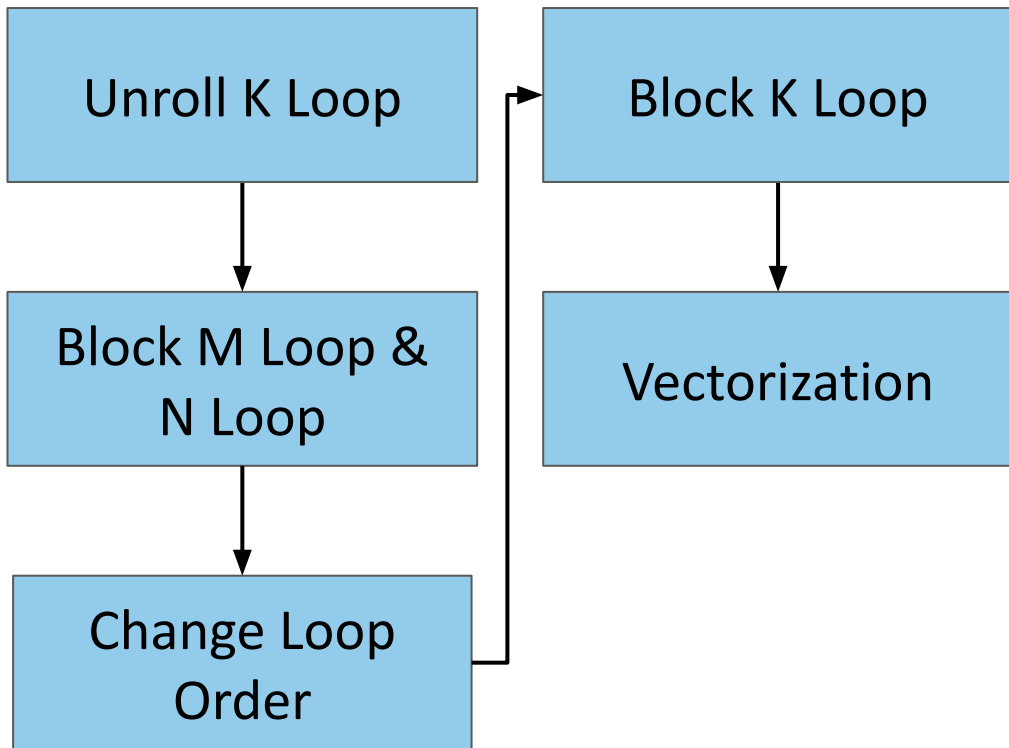 Unroll K Loop
Block M Loop &
N Loop
Change Loop
Order
Block K Loop
Vectorization